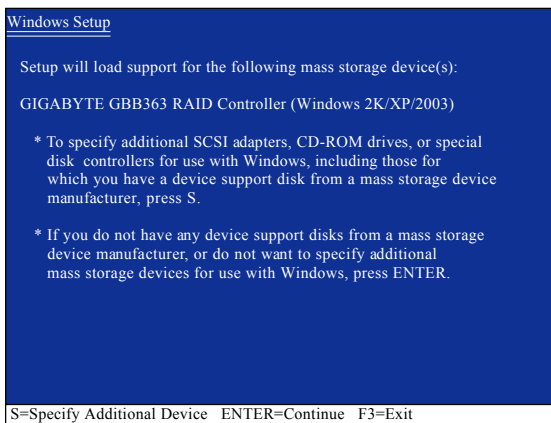 Windows Setup
Setup will load support for the following mass storage device(s):
GIGABYTE GBB363 RAID Controller (Windows 2K/XP/2003)
* To specify additional SCSI adapters, CD-ROM drives, or special
disk controllers for use with Windows, including those for
which you have a device support disk from a mass storage device
manufacturer, press S.
* If you do not have any device support disks from a mass storage
device manufacturer, or do not want to specify additional
mass storage devices for use with Windows, press ENTER.
S=Specify Additional Device ENTER=Continue F3=Exit